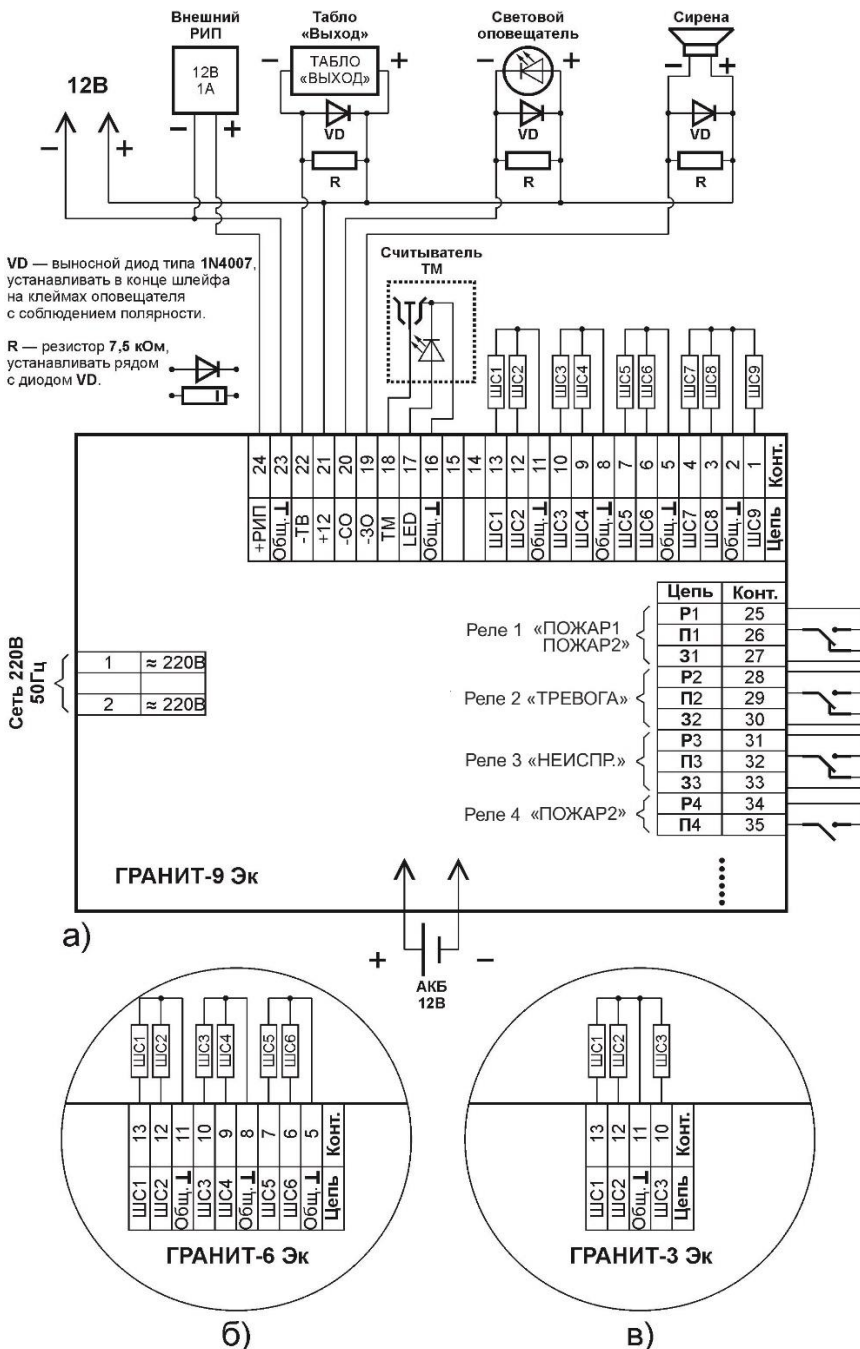 Внешний
РИП
12В
1А
Табло
«Выход»
ТАБЛО
«ВЫХОД»
Световой
оповещатель
Сирена
12В
− +
− +
− +
− +
− +
VD
VD
VD
R
R
R
VD — выносной диод типа 1N4007,
устанавливать в конце шлейфа
на клеймах оповещателя
с соблюдением полярности.
R — резистор 7,5 кОм,
устанавливать рядом
с диодом VD.
Считыватель
ТМ
ШС1 ШС2 ШС3 ШС4 ШС5 ШС6 ШС7 ШС8 ШС9
24 23 22 21 20 19 18 17 16 15 14 13 12 11 10 9 8 7 6 5 4 3 2 1 Конт.
+РИП Общ. -ТВ +12 -СО -ЗО ТМ LED Общ. ШС1 ШС2 Общ. ШС3 ШС4 Общ. ШС5 ШС6 Общ. ШС7 ШС8 Общ. ШС9 Цепь
Сеть 220В
50Гц
1 ≈ 220В
2 ≈ 220В
Цепь Конт.
Р1 25
П1 26
З1 27
Р2 28
П2 29
З2 30
Р3 31
П3 32
З3 33
Р4 34
П4 35
Реле 1 «ПОЖАР1
ПОЖАР2»
Реле 2 «ТРЕВОГА»
Реле 3 «НЕИСПР.»
Реле 4 «ПОЖАР2»
ГРАНИТ-9 Эк
а)
+ −
АКБ
12В
ШС1 ШС2 ШС3 ШС4 ШС5 ШС6
13 12 11 10 9 8 7 6 5 Конт.
ШС1 ШС2 Общ. ШС3 ШС4 Общ. ШС5 ШС6 Общ. Цепь
ГРАНИТ-6 Эк
б)
ШС1 ШС2 ШС3
13 12 11 10 Конт.
ШС1 ШС2 Общ. ШС3 Цепь
ГРАНИТ-3 Эк
в)